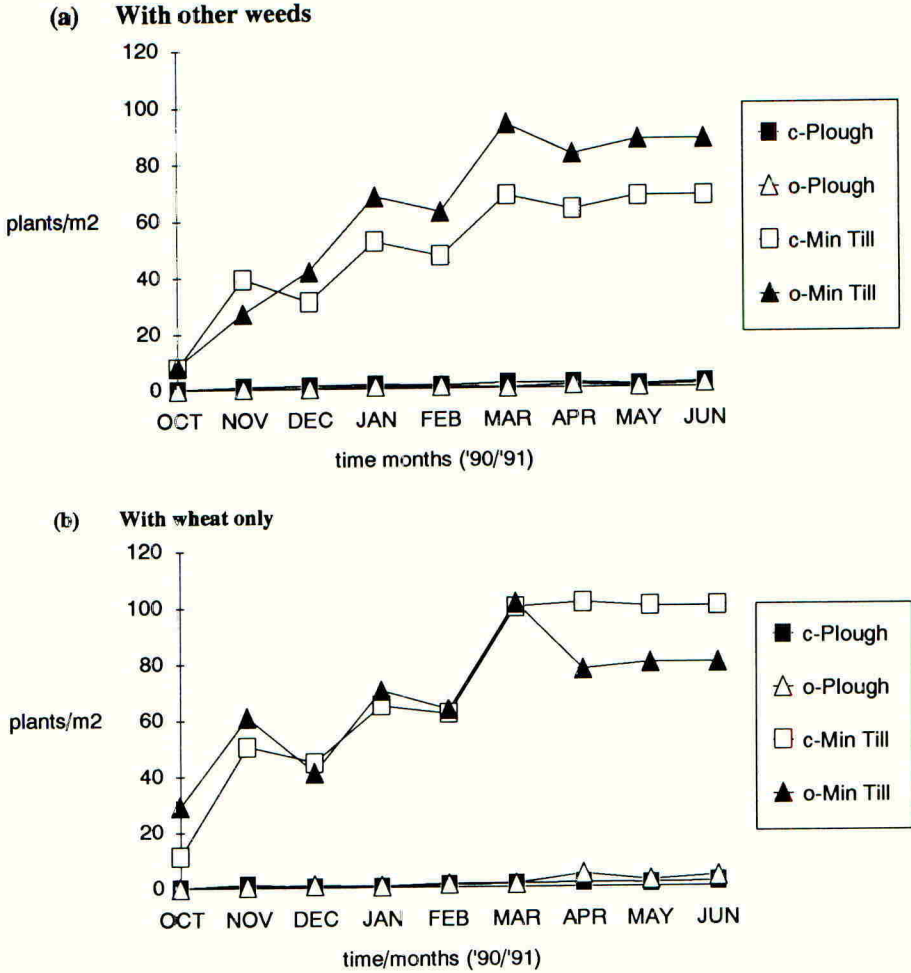 (a) With other weeds
120
100
80
60
40
20
0
plants/m2
OCT NOV DEC JAN FEB MAR APR MAY JUN
time months ('90/'91)
c-Plough
o-Plough
c-Min Till
o-Min Till
(b) With wheat only
120
100
80
60
40
20
0
plants/m2
OCT NOV DEC JAN FEB MAR APR MAY JUN
time/months ('90/'91)
c-Plough
o-Plough
c-Min Till
o-Min Till